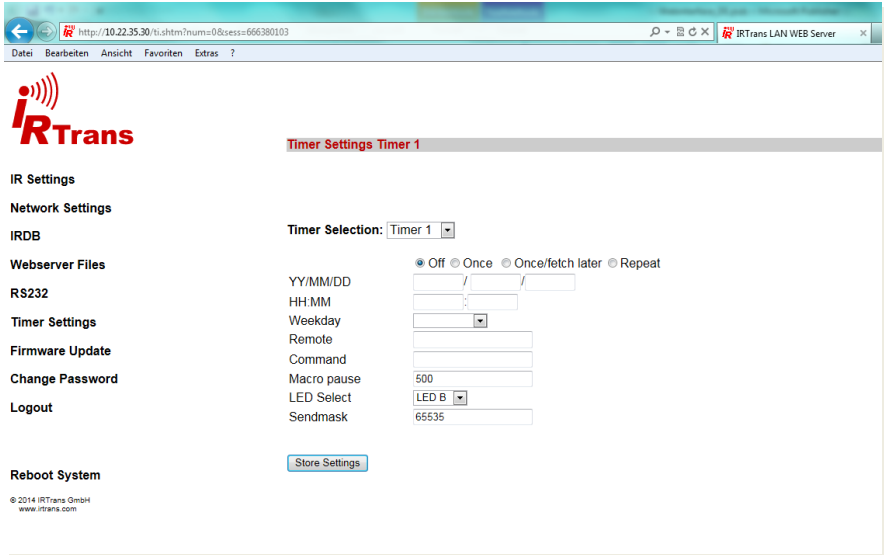 http://10.22.35.30/ti.shtm?num=0&sess=666380103
IRTrans LAN WEB Server
Datei Bearbeiten Ansicht Favoriten Extras ?
IRTrans
Timer Settings Timer 1
IR Settings
Network Settings
IRDB
Webserver Files
RS232
Timer Settings
Firmware Update
Change Password
Logout
Reboot System
© 2014 IRTrans GmbH
www.irtrans.com
Timer Selection: Timer 1
Off Once Once/fetch later Repeat
YY/MM/DD / /
HH:MM :
Weekday
Remote
Command
Macro pause 500
LED Select LED B
Sendmask 65535
Store Settings